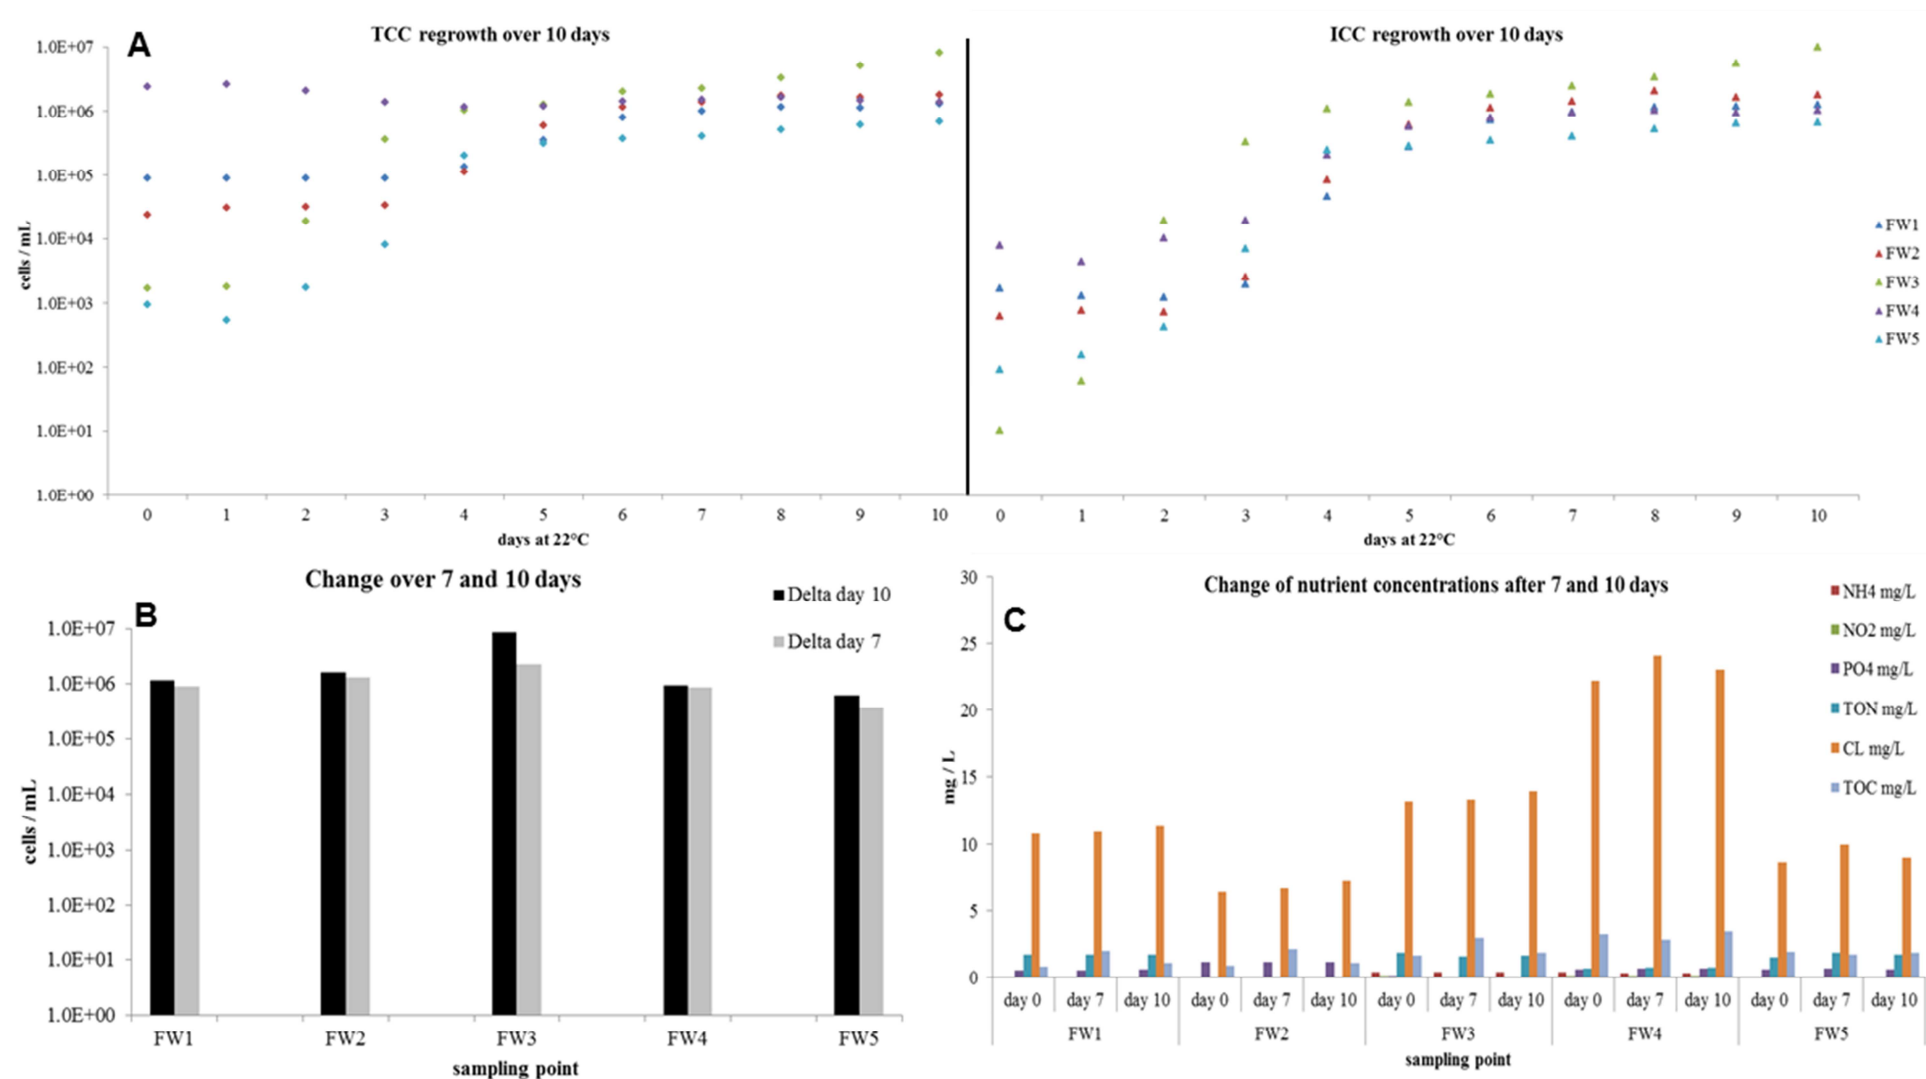 A
TCC regrowth over 10 days
1.0E+07
1.0E+06
1.0E+05
1.0E+04
1.0E+03
1.0E+02
1.0E+01
1.0E+00
cells / mL
0 1 2 3 4 5 6 7 8 9 10
days at 22°C
ICC regrowth over 10 days
0 1 2 3 4 5 6 7 8 9 10
days at 22°C
FW1
FW2
FW3
FW4
FW5
B
Change over 7 and 10 days
Delta day 10
Delta day 7
1.0E+07
1.0E+06
1.0E+05
1.0E+04
1.0E+03
1.0E+02
1.0E+01
1.0E+00
cells / mL
FW1 FW2 FW3 FW4 FW5
sampling point
C
Change of nutrient concentrations after 7 and 10 days
30
25
20
15
10
5
0
mg / L
NH4 mg/L
NO2 mg/L
PO4 mg/L
TON mg/L
CL mg/L
TOC mg/L
day 0 day 7 day 10 day 0 day 7 day 10 day 0 day 7 day 10 day 0 day 7 day 10 day 0 day 7 day 10
FW1 FW2 FW3 FW4 FW5
sampling point